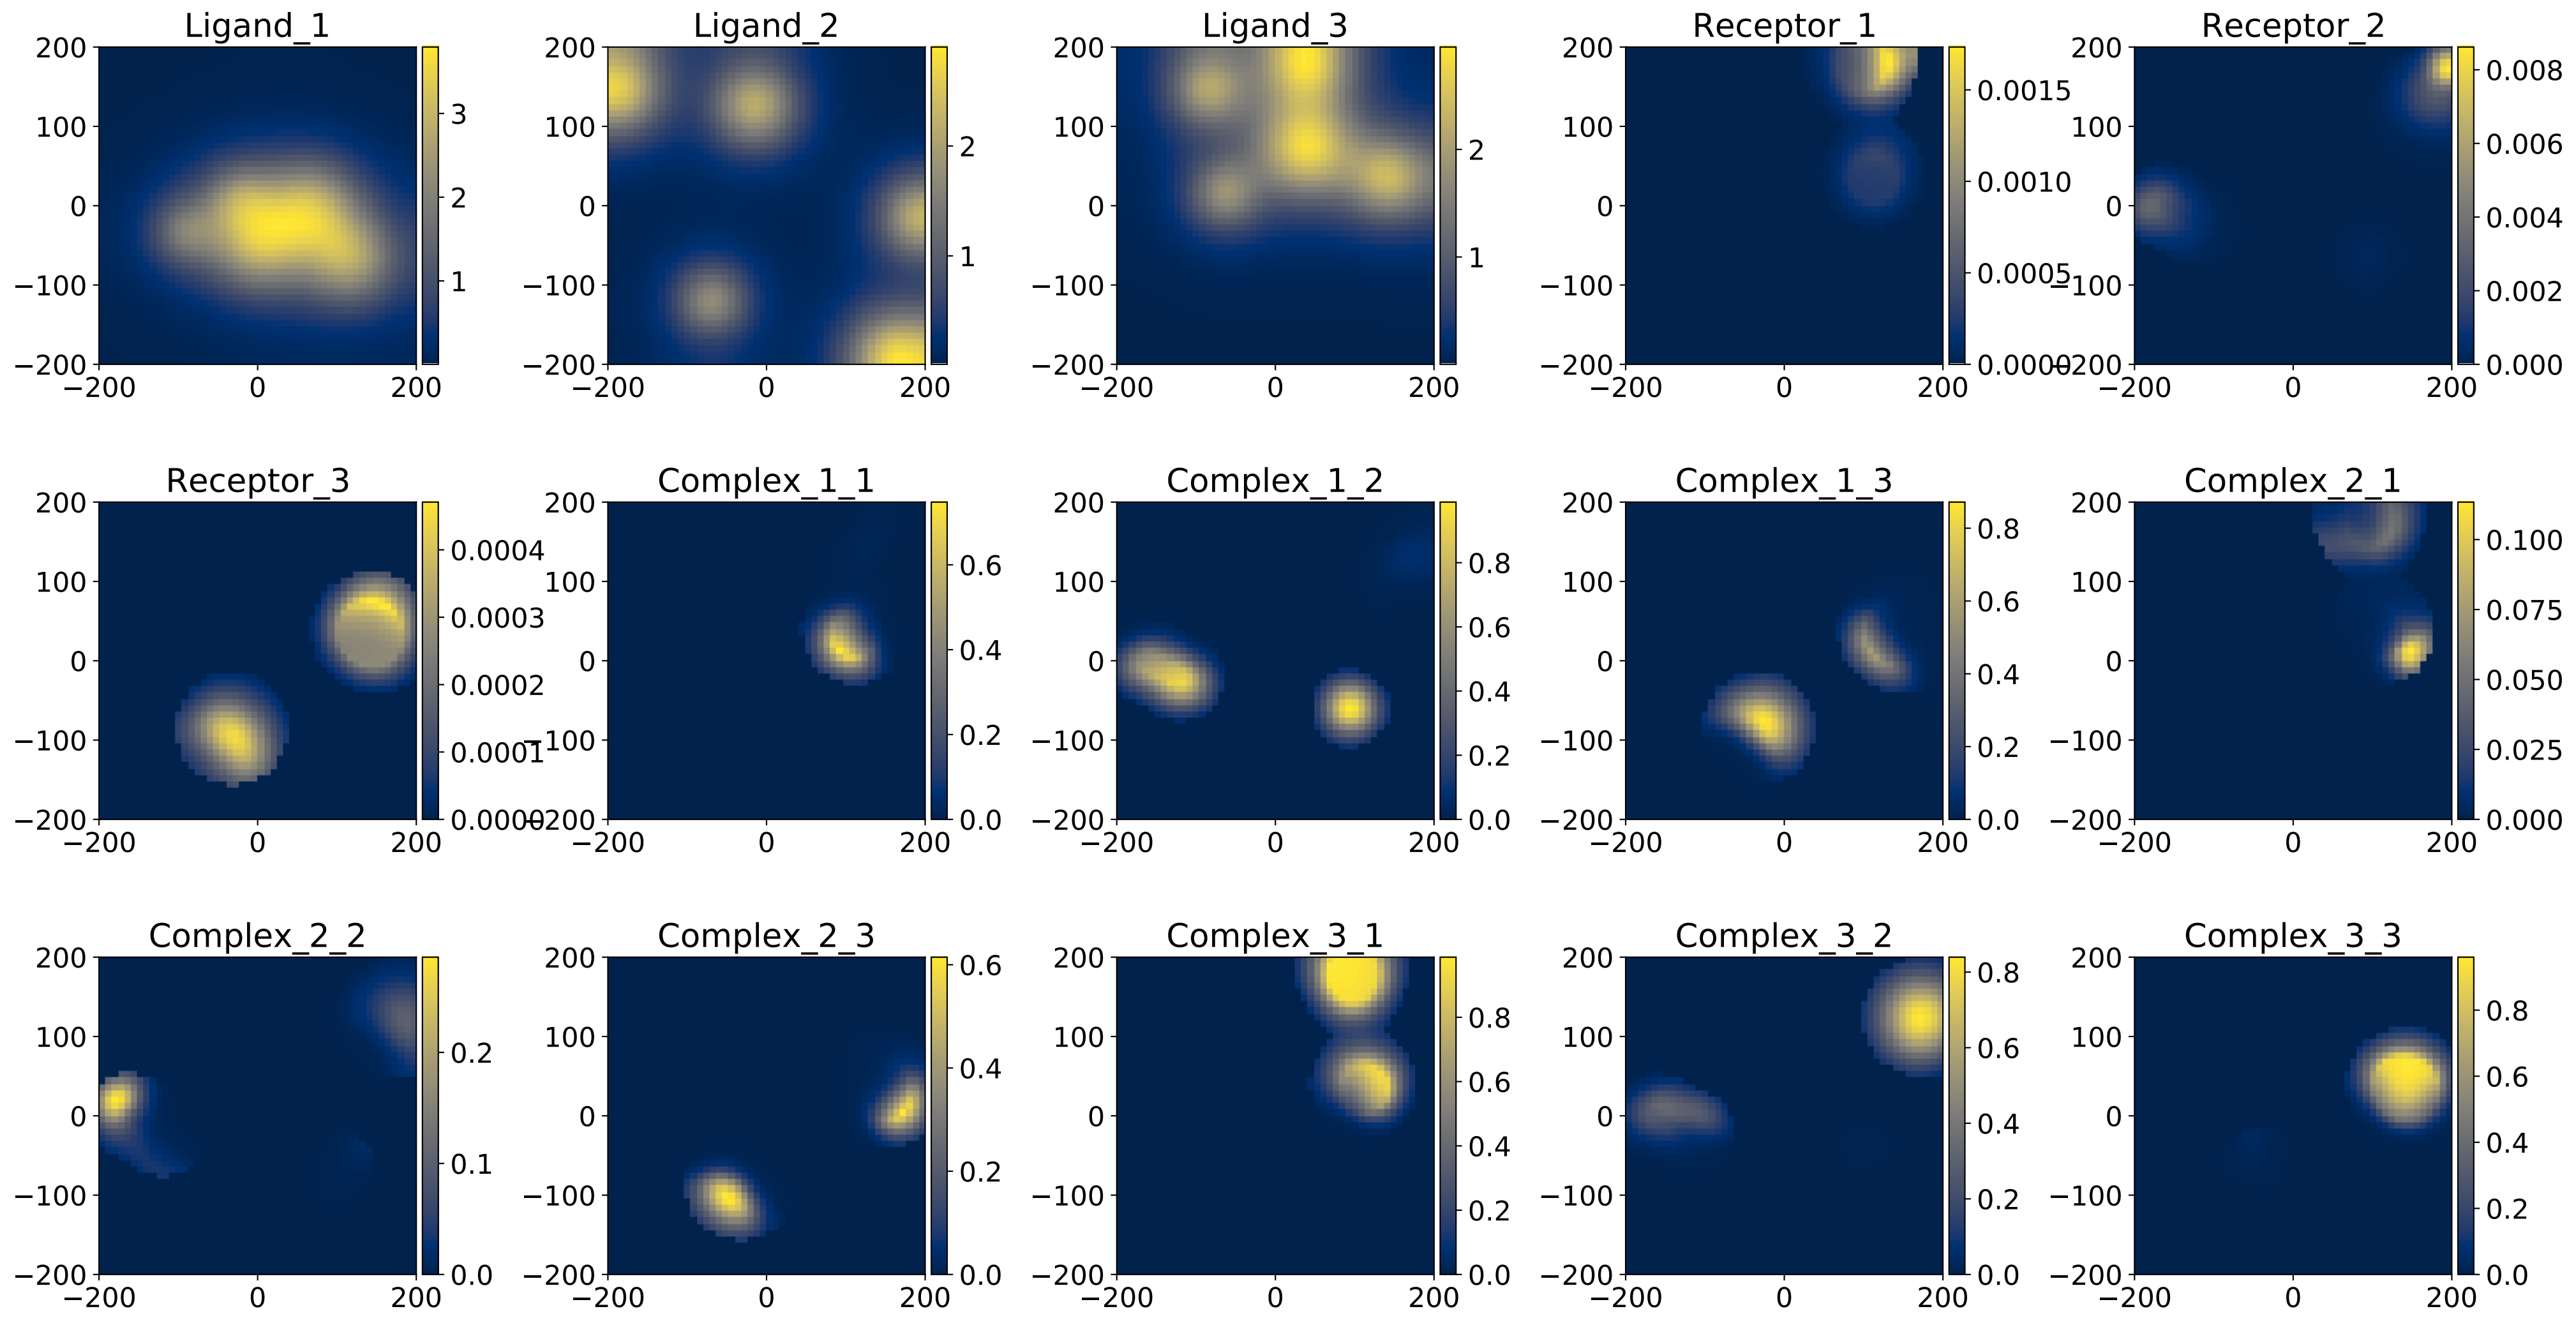 Ligand_1 Ligand_2 Ligand_3 Receptor_1 Receptor_2
200 200 200 200 200
100 100 100 100 100
0 0 0 0 0
−100 −100 −100 −100 −100
−200 −200 −200 −200 −200
−200 0 200 −200 0 200 −200 0 200 −200 0 200 −200 0 200
3 2 1
2 1
2 1
0.0015 0.0010 0.0005 0.0000
0.008 0.006 0.004 0.002 0.000
Receptor_3 Complex_1_1 Complex_1_2 Complex_1_3 Complex_2_1
200 200 200 200 200
100 100 100 100 100
0 0 0 0 0
−100 −100 −100 −100 −100
−200 −200 −200 −200 −200
−200 0 200 −200 0 200 −200 0 200 −200 0 200 −200 0 200
0.0004 0.0003 0.0002 0.0001 0.0000
0.6 0.4 0.2 0.0
0.8 0.6 0.4 0.2 0.0
0.8 0.6 0.4 0.2 0.0
0.100 0.075 0.050 0.025 0.000
Complex_2_2 Complex_2_3 Complex_3_1 Complex_3_2 Complex_3_3
200 200 200 200 200
100 100 100 100 100
0 0 0 0 0
−100 −100 −100 −100 −100
−200 −200 −200 −200 −200
−200 0 200 −200 0 200 −200 0 200 −200 0 200 −200 0 200
0.2 0.1 0.0
0.6 0.4 0.2 0.0
0.8 0.6 0.4 0.2 0.0
0.8 0.6 0.4 0.2 0.0
0.8 0.6 0.4 0.2 0.0